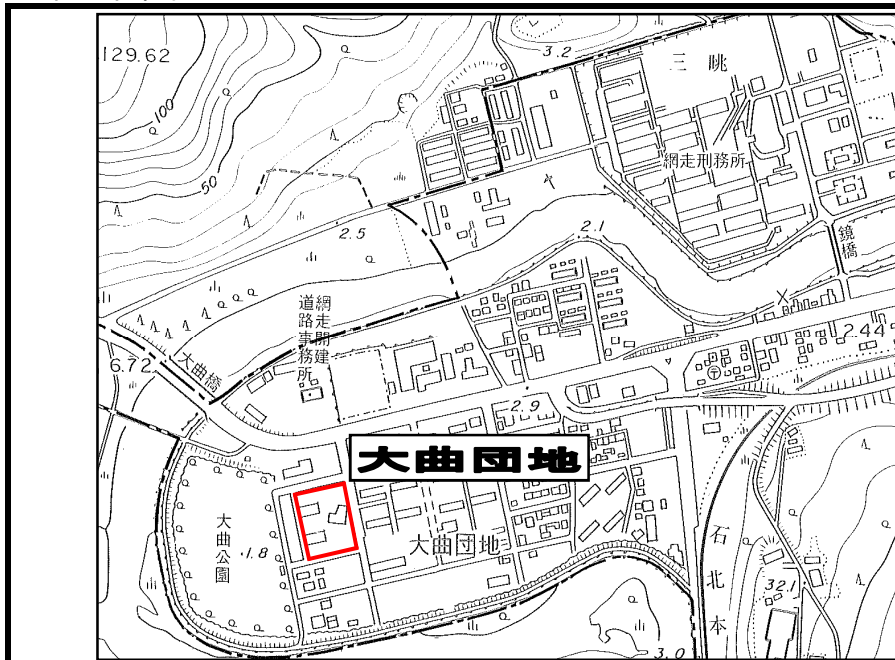 129.62
3.2
三眺
100
網走刑務所
50
2.5
2.1
鏡橋
網走開建
道路事務所
2.44
6.72
大曲橋
2.9
大曲団地
大曲公園
1.8
大曲団地
石北本
321
3.0